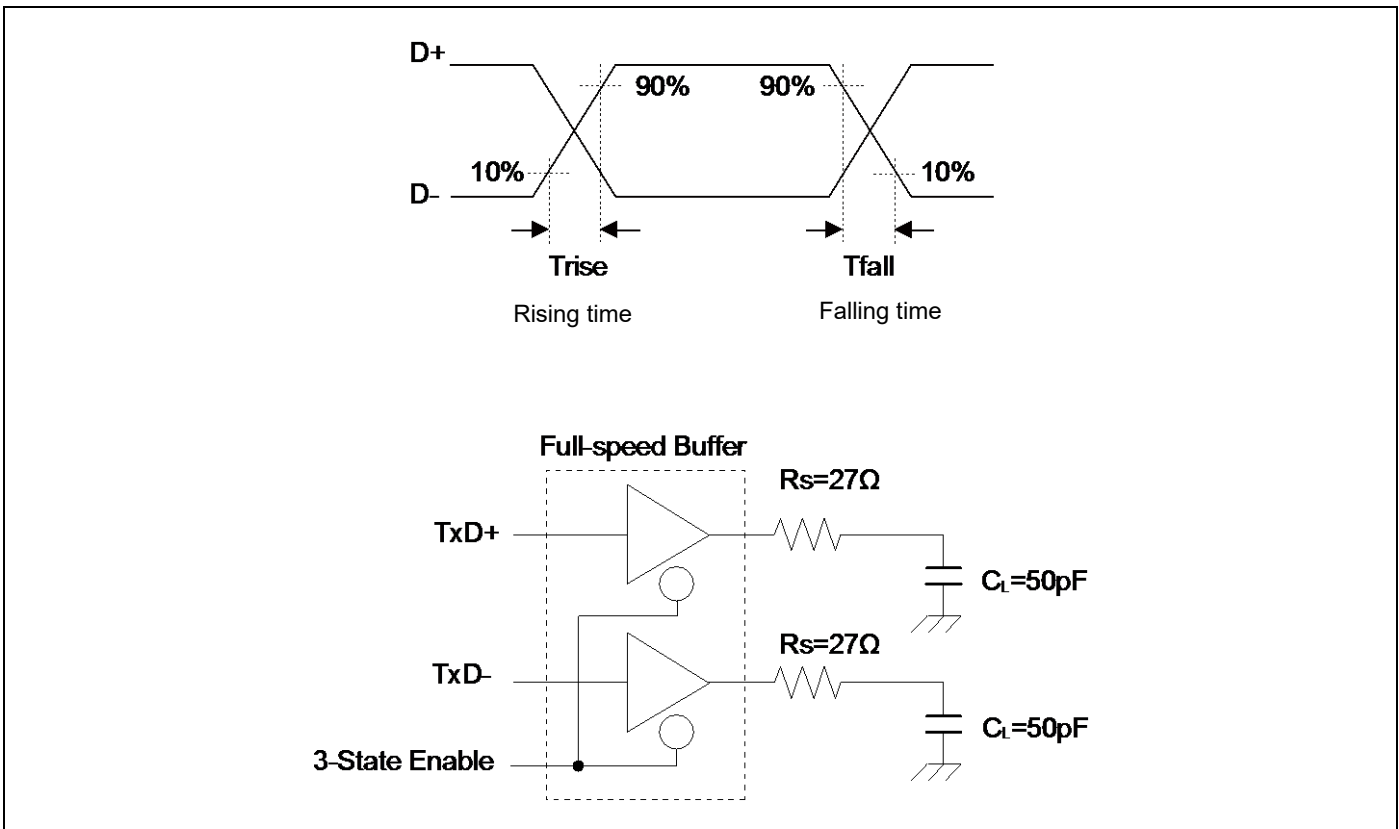 D+
90% 90%
10% 10%
D-
Trise Tfall
Rising time Falling time
Full-speed Buffer
Rs=27Ω
TxD+
CL=50pF
Rs=27Ω
TxD-
CL=50pF
3-State Enable